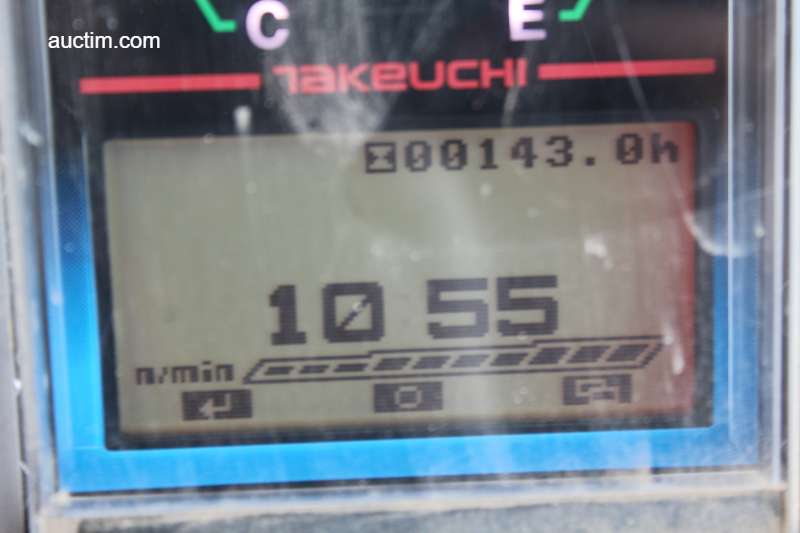 C E
auctim.com
TAKEUCHI
00143.0h
10 55
n/min